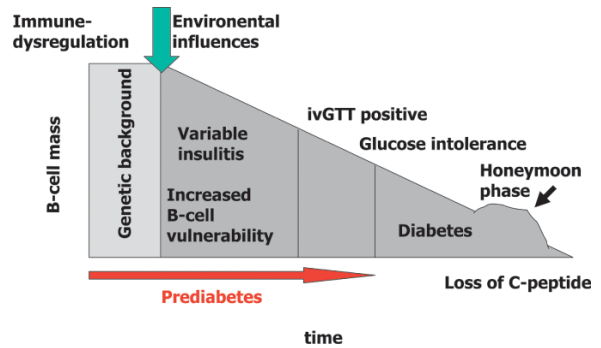 Immune-
dysregulation
Environental
influences
B-cell mass
Genetic background
Variable
insulitis
Increased
B-cell
vulnerability
ivGTT positive
Glucose intolerance
Honeymoon
phase
Diabetes
Loss of C-peptide
Prediabetes
time